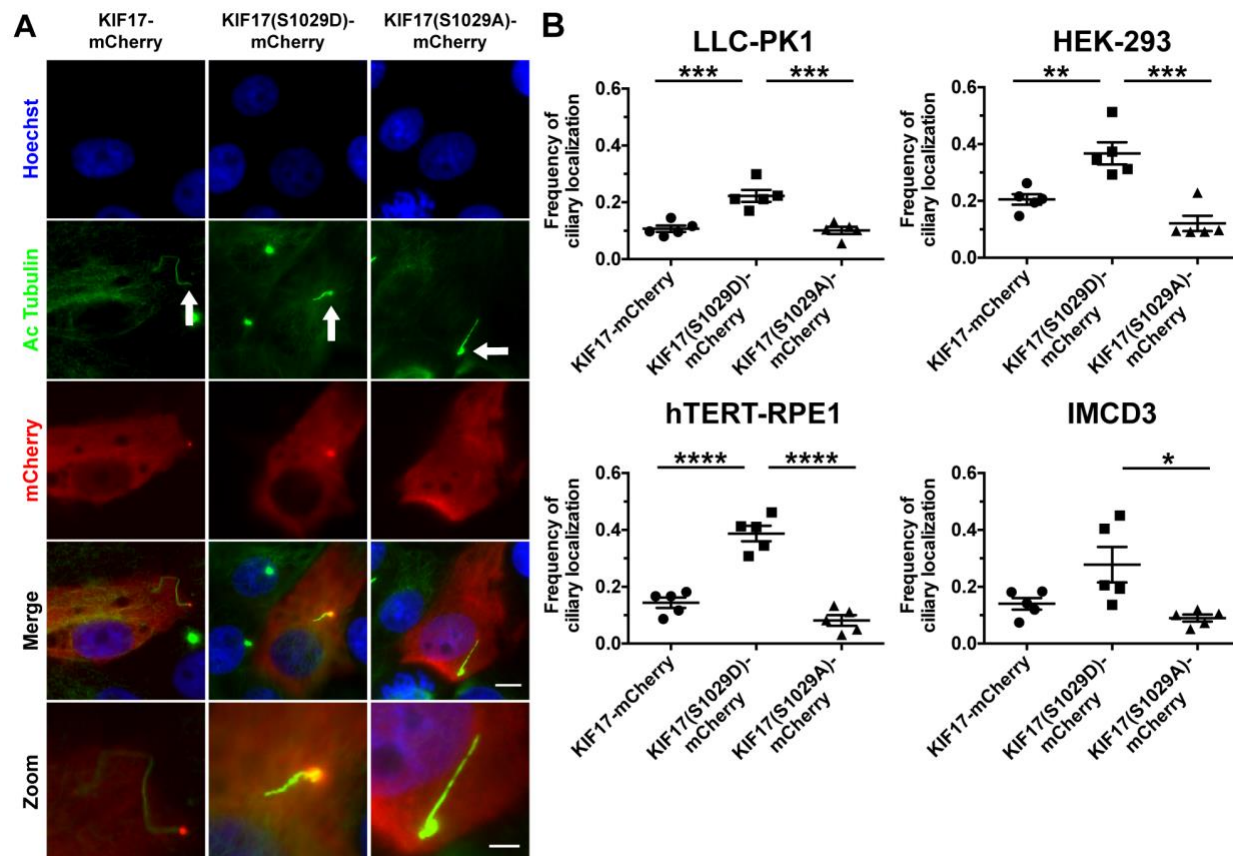 A
KIF17-
mCherry
KIF17(S1029D)-
mCherry
KIF17(S1029A)-
mCherry
Hoechst
Ac Tubulin
mCherry
Merge
Zoom
B
LLC-PK1
*** ***
Frequency of
ciliary localization
0.6
0.4
0.2
0.0
KIF17-mCherry
KIF17(S1029D)-
mCherry
KIF17(S1029A)-
mCherry
HEK-293
** ***
Frequency of
ciliary localization
0.6
0.4
0.2
0.0
KIF17-mCherry
KIF17(S1029D)-
mCherry
KIF17(S1029A)-
mCherry
hTERT-RPE1
**** ****
Frequency of
ciliary localization
0.6
0.4
0.2
0.0
KIF17-mCherry
KIF17(S1029D)-
mCherry
KIF17(S1029A)-
mCherry
IMCD3
*
Frequency of
ciliary localization
0.6
0.4
0.2
0.0
KIF17-mCherry
KIF17(S1029D)-
mCherry
KIF17(S1029A)-
mCherry